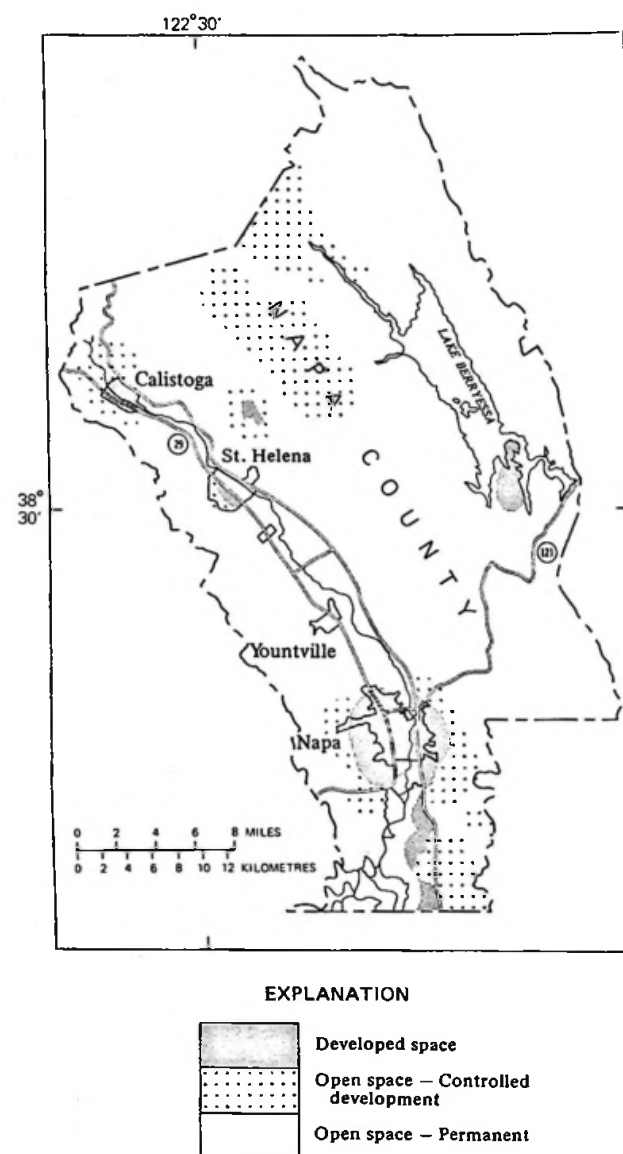 122°30'
NAPA
COUNTY
LAKE BERRYESSA
Calistoga
29
St. Helena
38°
30'
121
Yountville
Napa
0 2 4 6 8 MILES
0 2 4 6 8 10 12 KILOMETRES
EXPLANATION
Developed space
Open space — Controlled
development
Open space — Permanent